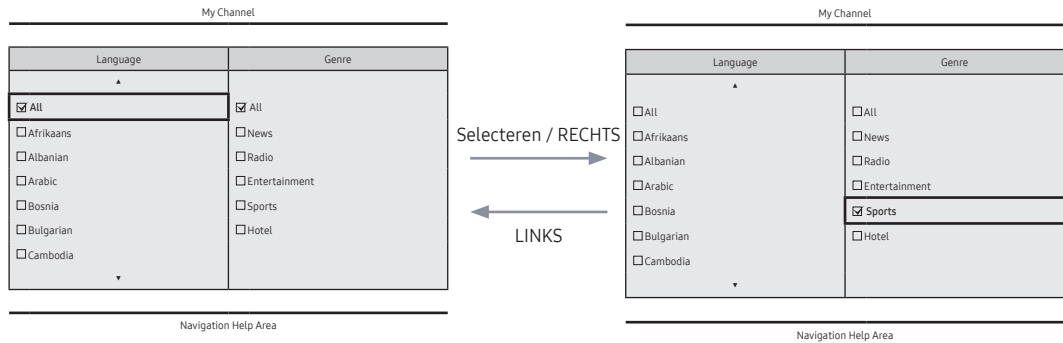 My Channel
Language Genre
▲
☑ All ☑ All
☐ Afrikaans ☐ News
☐ Albanian ☐ Radio
☐ Arabic ☐ Entertainment
☐ Bosnia ☐ Sports
☐ Bulgarian ☐ Hotel
☐ Cambodia
▼
Navigation Help Area
Selecteren / RECHTS
LINKS
My Channel
Language Genre
▲
☐ All ☐ All
☐ Afrikaans ☐ News
☐ Albanian ☐ Radio
☐ Arabic ☐ Entertainment
☐ Bosnia ☑ Sports
☐ Bulgarian ☐ Hotel
☐ Cambodia
▼
Navigation Help Area